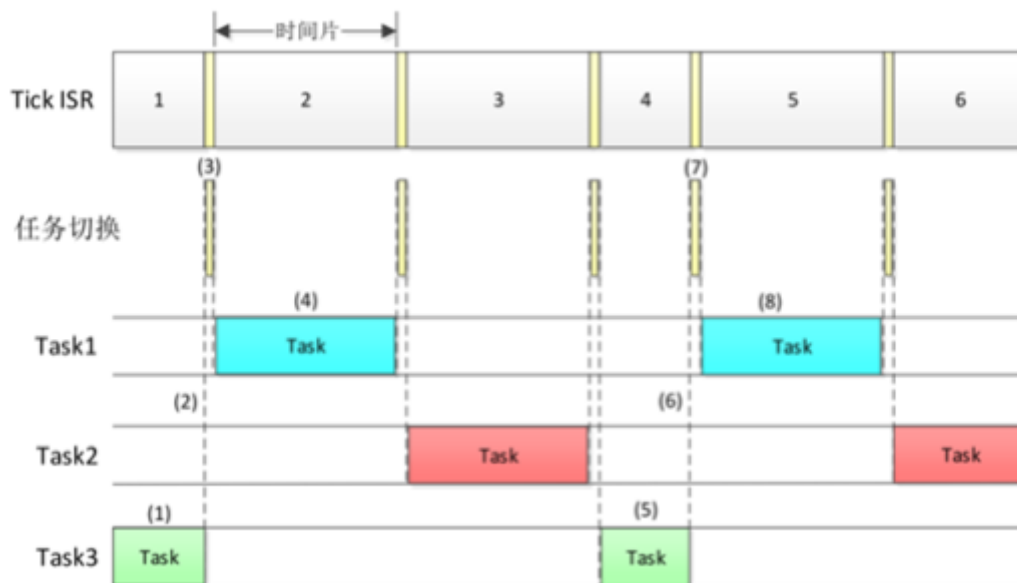 时间片
Tick ISR 1 2 3 4 5 6
(3) (7)
任务切换
(4) (8)
Task1 Task Task
(2) (6)
Task2 Task Task
(1) (5)
Task3 Task Task